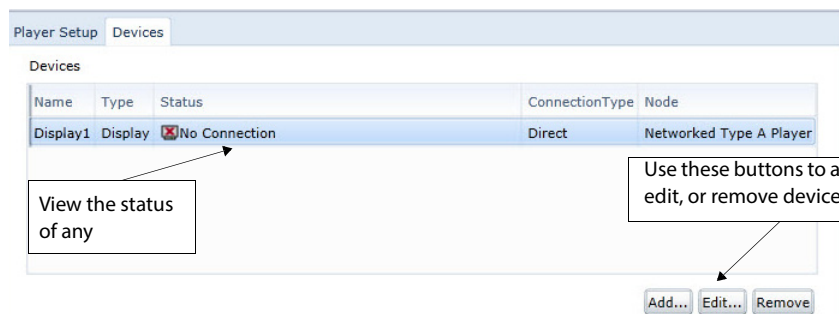 Player Setup Devices
Devices
Name Type Status ConnectionType Node
Display1 Display No Connection Direct Networked Type A Player
Use these buttons to a
edit, or remove device
View the status
of any
Add... Edit... Remove